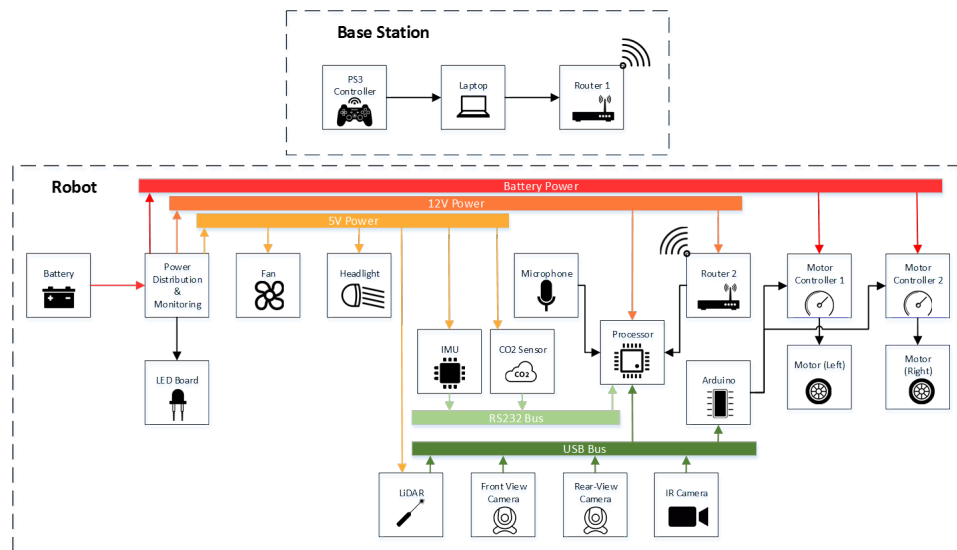 Base Station
PS3
Controller
Laptop
Router 1
Robot
Battery Power
12V Power
5V Power
Battery
Power
Distribution
&
Monitoring
Fan
Headlight
Microphone
Router 2
Motor
Controller 1
Motor
Controller 2
Processor
IMU
CO2 Sensor
CO2
LED Board
Arduino
Motor (Left)
Motor
(Right)
RS232 Bus
USB Bus
LiDAR
Front View
Camera
Rear-View
Camera
IR Camera